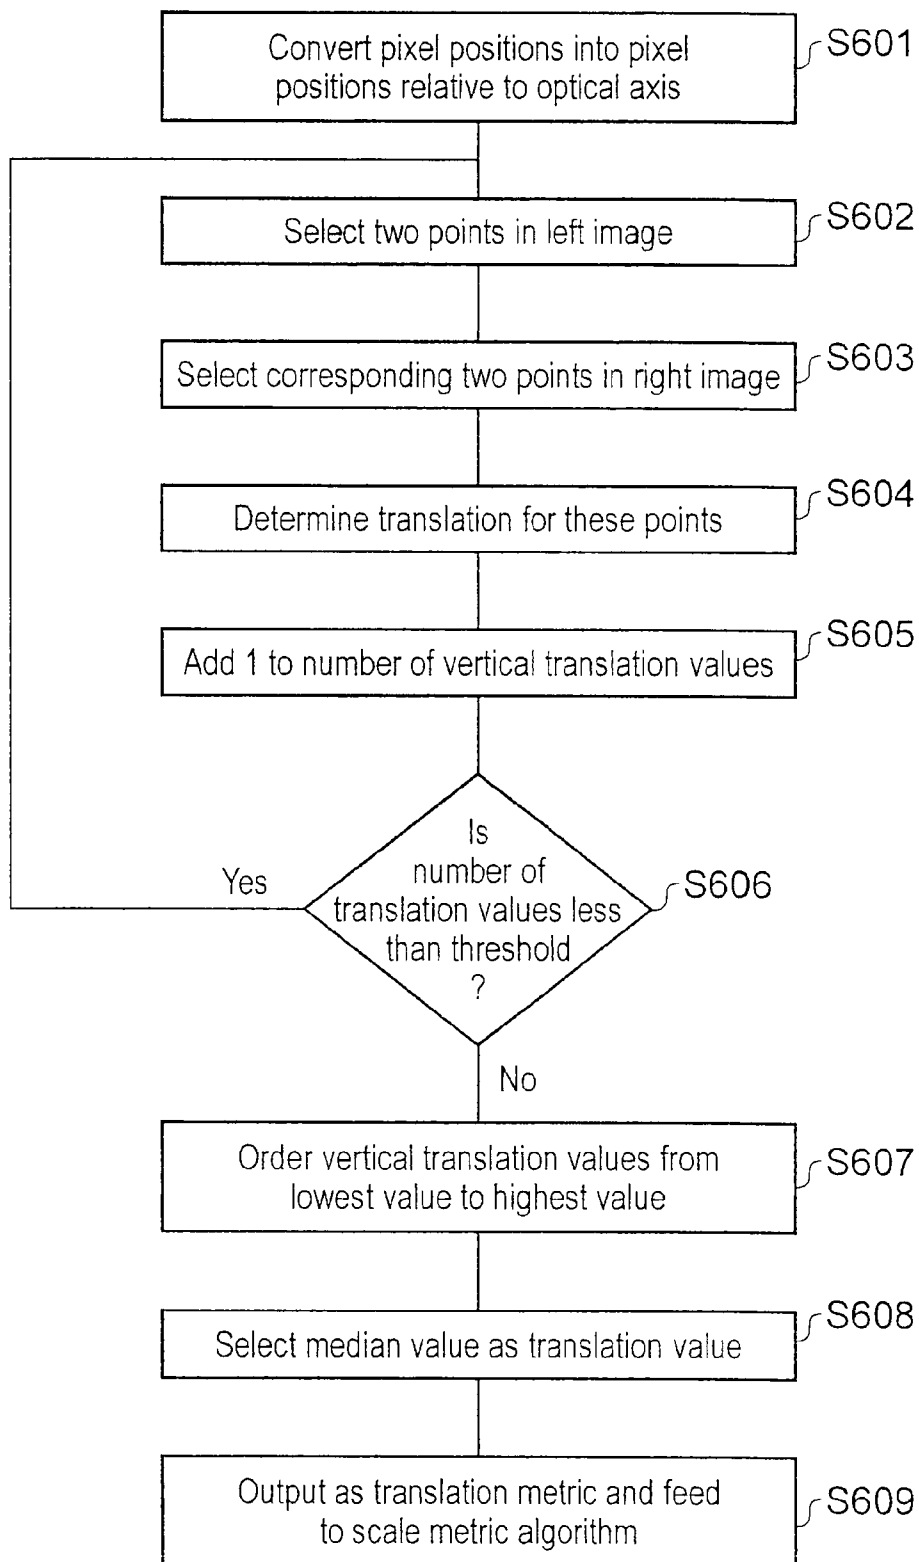 Convert pixel positions into pixel
positions relative to optical axis
S601
Select two points in left image
S602
Select corresponding two points in right image
S603
Determine translation for these points
S604
Add 1 to number of vertical translation values
S605
Is
number of
translation values less
than threshold
?
S606
Yes
No
Order vertical translation values from
lowest value to highest value
S607
Select median value as translation value
S608
Output as translation metric and feed
to scale metric algorithm
S609